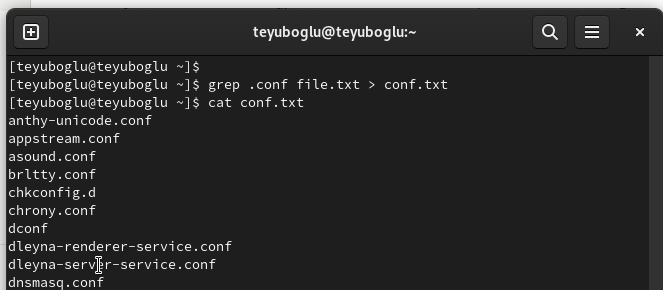 teyuboglu@teyuboglu:~
[teyuboglu@teyuboglu ~]$
[teyuboglu@teyuboglu ~]$ grep .conf file.txt > conf.txt
[teyuboglu@teyuboglu ~]$ cat conf.txt
anthy-unicode.conf
appstream.conf
asound.conf
brltty.conf
chkconfig.d
chrony.conf
dconf
dleyna-renderer-service.conf
dleyna-server-service.conf
dnsmasq.conf